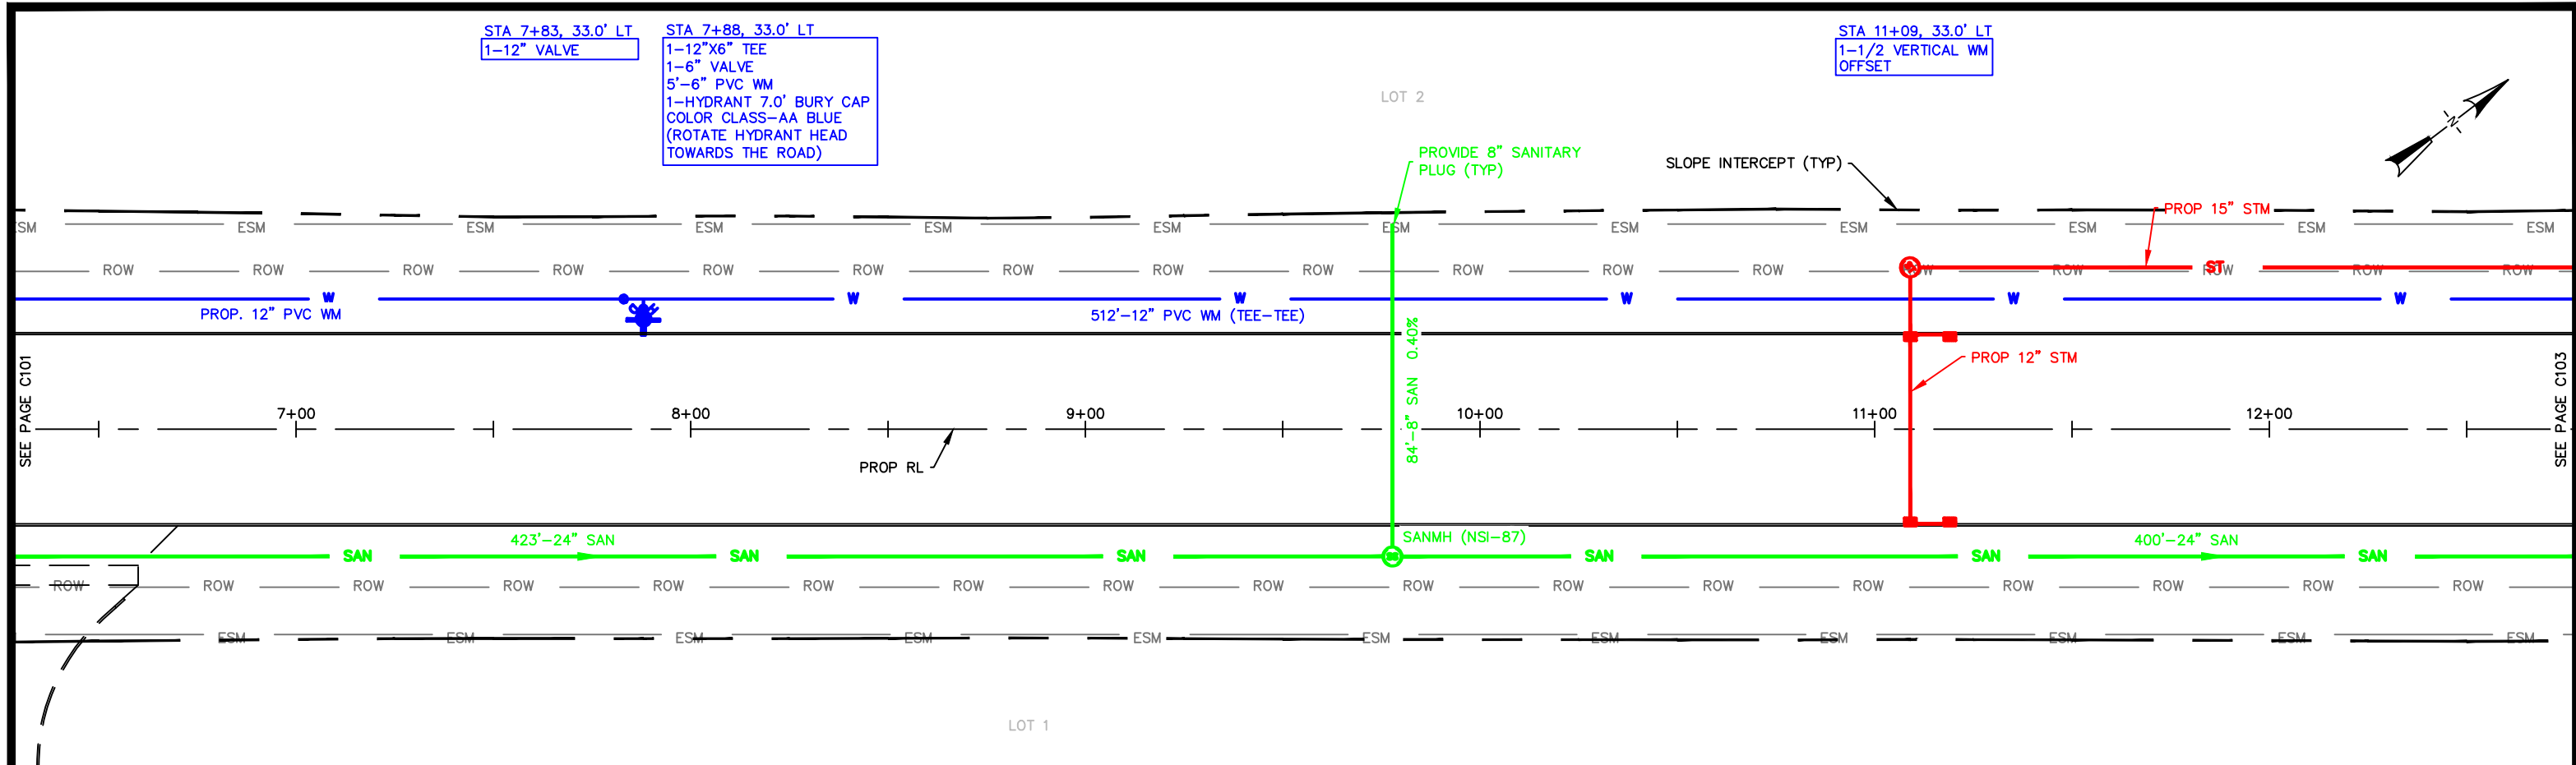 STA 7+83, 33.0' LT
1-12" VALVE
STA 7+88, 33.0' LT
1-12"X6" TEE
1-6" VALVE
5'-6" PVC WM
1-HYDRANT 7.0' BURY CAP
COLOR CLASS-AA BLUE
(ROTATE HYDRANT HEAD
TOWARDS THE ROAD)
STA 11+09, 33.0' LT
1-1/2 VERTICAL WM
OFFSET
LOT 2
-N-
PROVIDE 8" SANITARY
PLUG (TYP)
SLOPE INTERCEPT (TYP)
PROP 15" STM
ESM ESM ESM ESM ESM ESM ESM ESM ESM ESM ESM ESM
ROW ROW ROW ROW ROW ROW ROW ROW ROW ROW ROW ROW ROW ROW ROW ROW ROW
ST
W W W W W W
PROP. 12" PVC WM
512'-12" PVC WM (TEE-TEE)
84'-8" SAN 0.40%
PROP 12" STM
SEE PAGE C101
SEE PAGE C103
7+00 8+00 9+00 10+00 11+00 12+00
PROP RL
423'-24" SAN
SANMH (NSI-87)
400'-24" SAN
SAN SAN SAN SAN SAN SAN
ROW ROW ROW ROW ROW ROW ROW ROW ROW ROW ROW ROW ROW ROW ROW ROW ROW
ESM ESM ESM ESM ESM ESM ESM ESM ESM ESM ESM
LOT 1